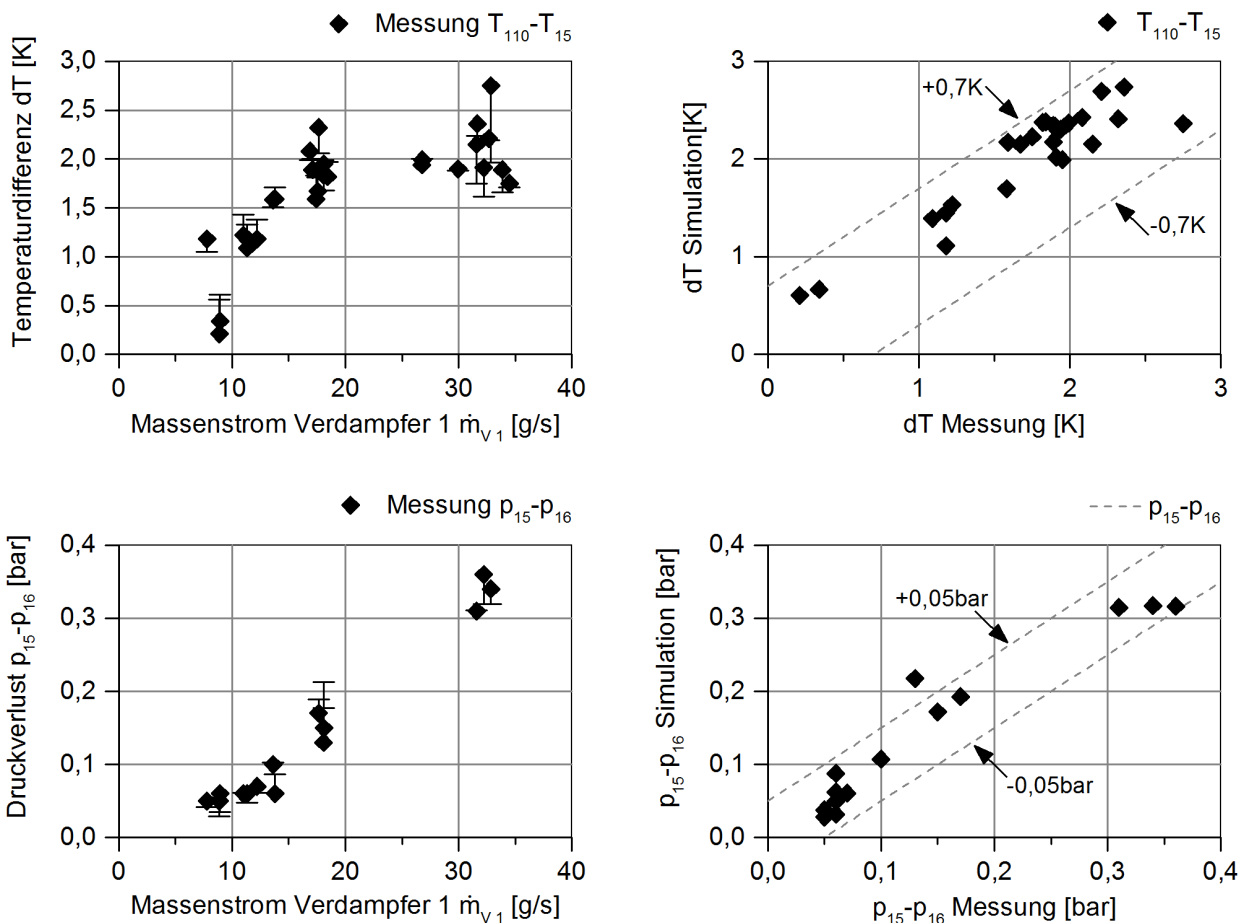 Messung T110-T15
Temperaturdifferenz dT [K]
3,0
2,5
2,0
1,5
1,0
0,5
0,0
0
10
20
30
40
Massenstrom Verdampfer 1 ṁV 1 [g/s]
T110-T15
dT Simulation[K]
3
2
1
0
+0,7K
-0,7K
0
1
2
3
dT Messung [K]
Messung p15-p16
Druckverlust p15-p16 [bar]
0,4
0,3
0,2
0,1
0,0
0
10
20
30
40
Massenstrom Verdampfer 1 ṁV 1 [g/s]
p15-p16
p15-p16 Simulation [bar]
0,4
0,3
0,2
0,1
0,0
+0,05bar
-0,05bar
0,0
0,1
0,2
0,3
0,4
p15-p16 Messung [bar]